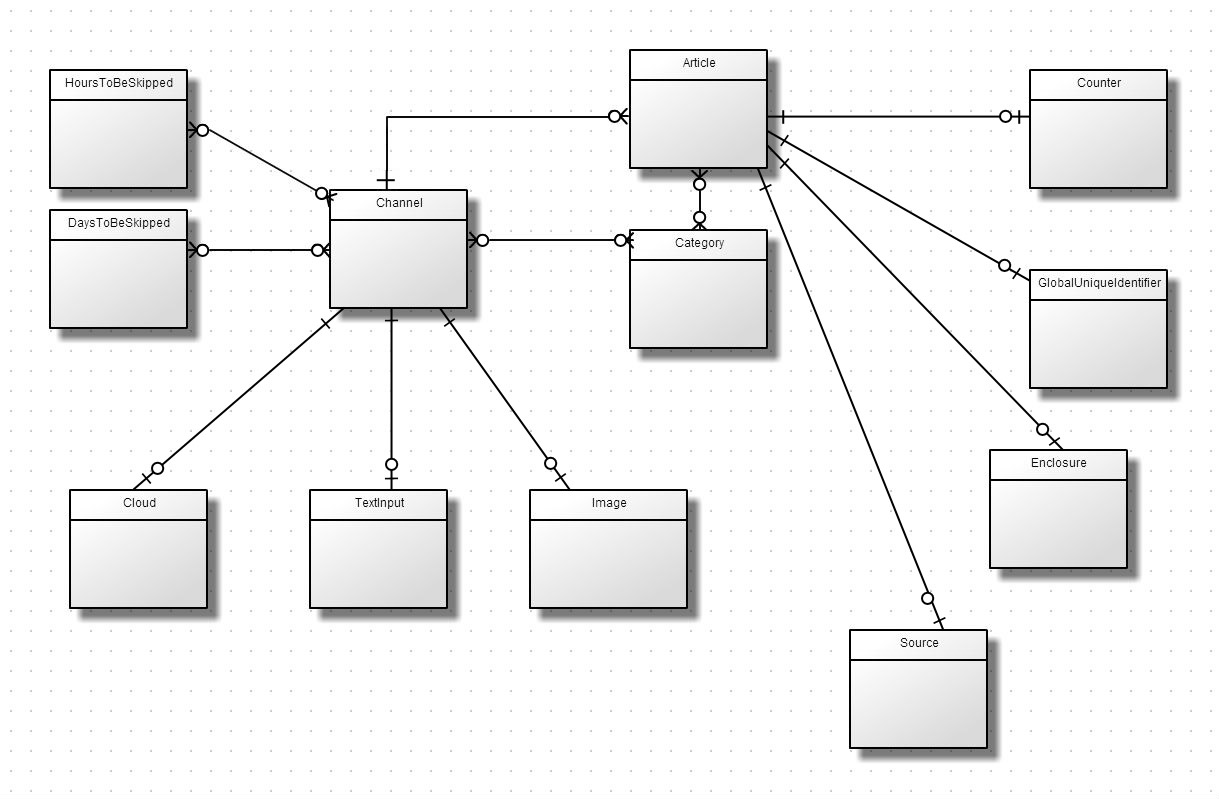 Article
HoursToBeSkipped
Counter
Channel
DaysToBeSkipped
Category
GlobalUniqueIdentifier
Enclosure
Cloud
TextInput
Image
Source